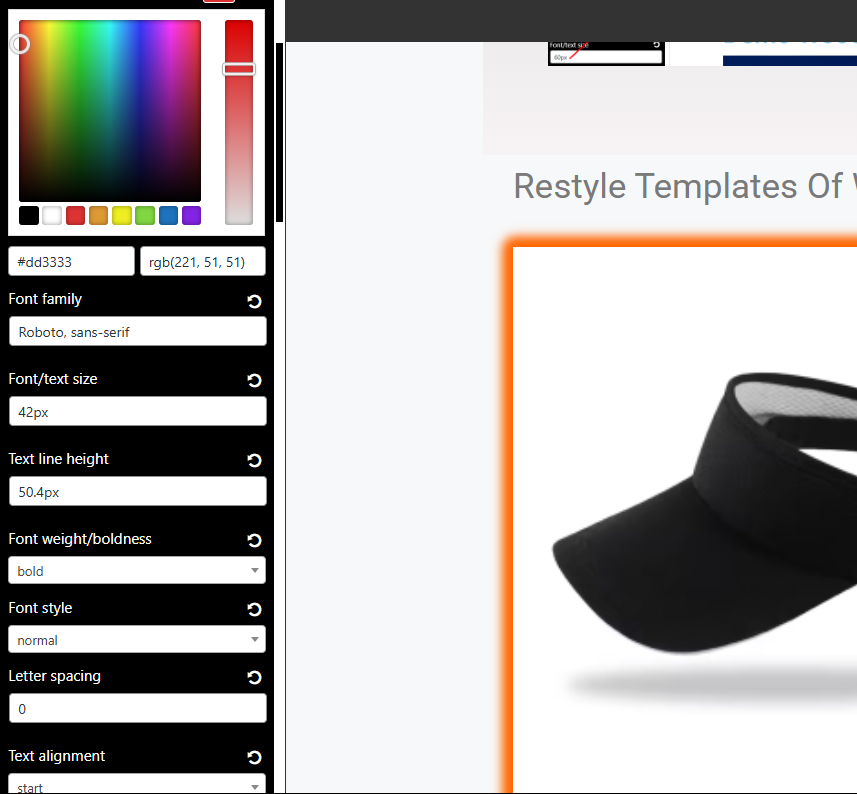 Font/text size
60px
Restyle Templates Of
#dd3333 rgb(221, 51, 51)
Font family
Roboto, sans-serif
Font/text size
42px
Text line height
50.4px
Font weight/boldness
bold
Font style
normal
Letter spacing
0
Text alignment
start